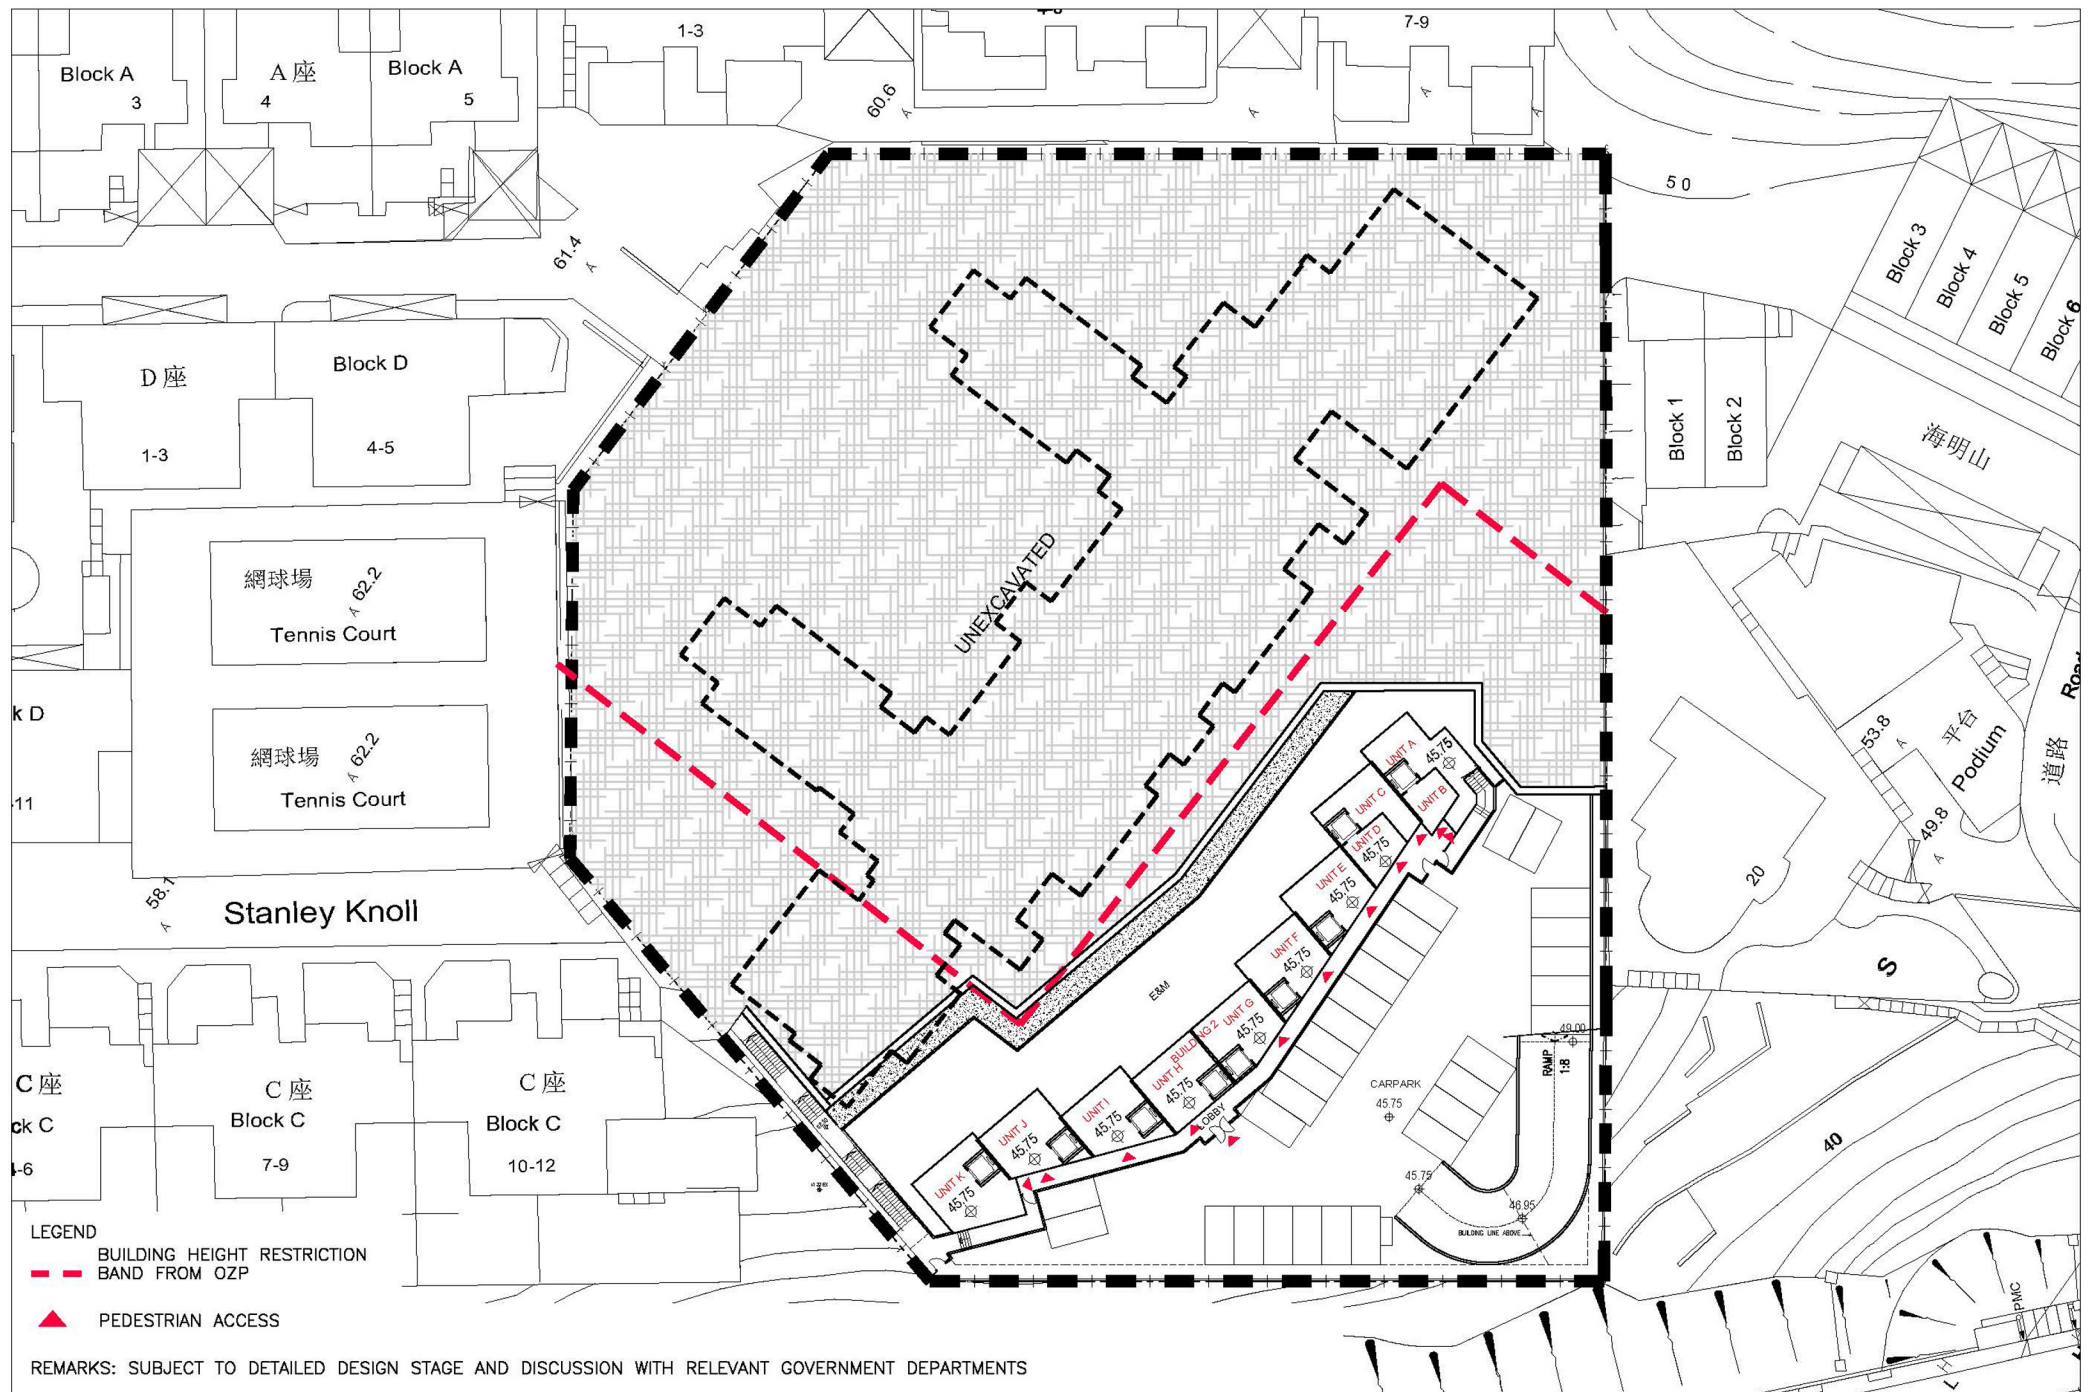 1-3
7-9
Block A
A座
Block A
3
4
5
60.6
50
61.4
Block 3
Block 4
Block 5
Block 6
D座
Block D
1-3
4-5
Block 1
Block 2
海明山
網球場
62.2
Tennis Court
UNEXCAVATED
網球場
62.2
Tennis Court
k D
-11
53.8
平台
Podium
道路
Road
49.8
20
58.1
Stanley Knoll
S
UNIT A
45.75
UNIT B
UNIT C
UNIT D
45.75
UNIT E
45.75
UNIT F
45.75
E&M
UNIT G
45.75
BUILDING 2
UNIT H
45.75
LOBBY
UNIT I
45.75
UNIT J
45.75
UNIT K
45.75
CARPARK
45.75
49.00
RAMP
1:8
45.75
46.95
BUILDING LINE ABOVE
40
C座
ck C
4-6
C座
Block C
7-9
C座
Block C
10-12
PMC
LEGEND
BUILDING HEIGHT RESTRICTION
BAND FROM OZP
PEDESTRIAN ACCESS
REMARKS: SUBJECT TO DETAILED DESIGN STAGE AND DISCUSSION WITH RELEVANT GOVERNMENT DEPARTMENTS
L H